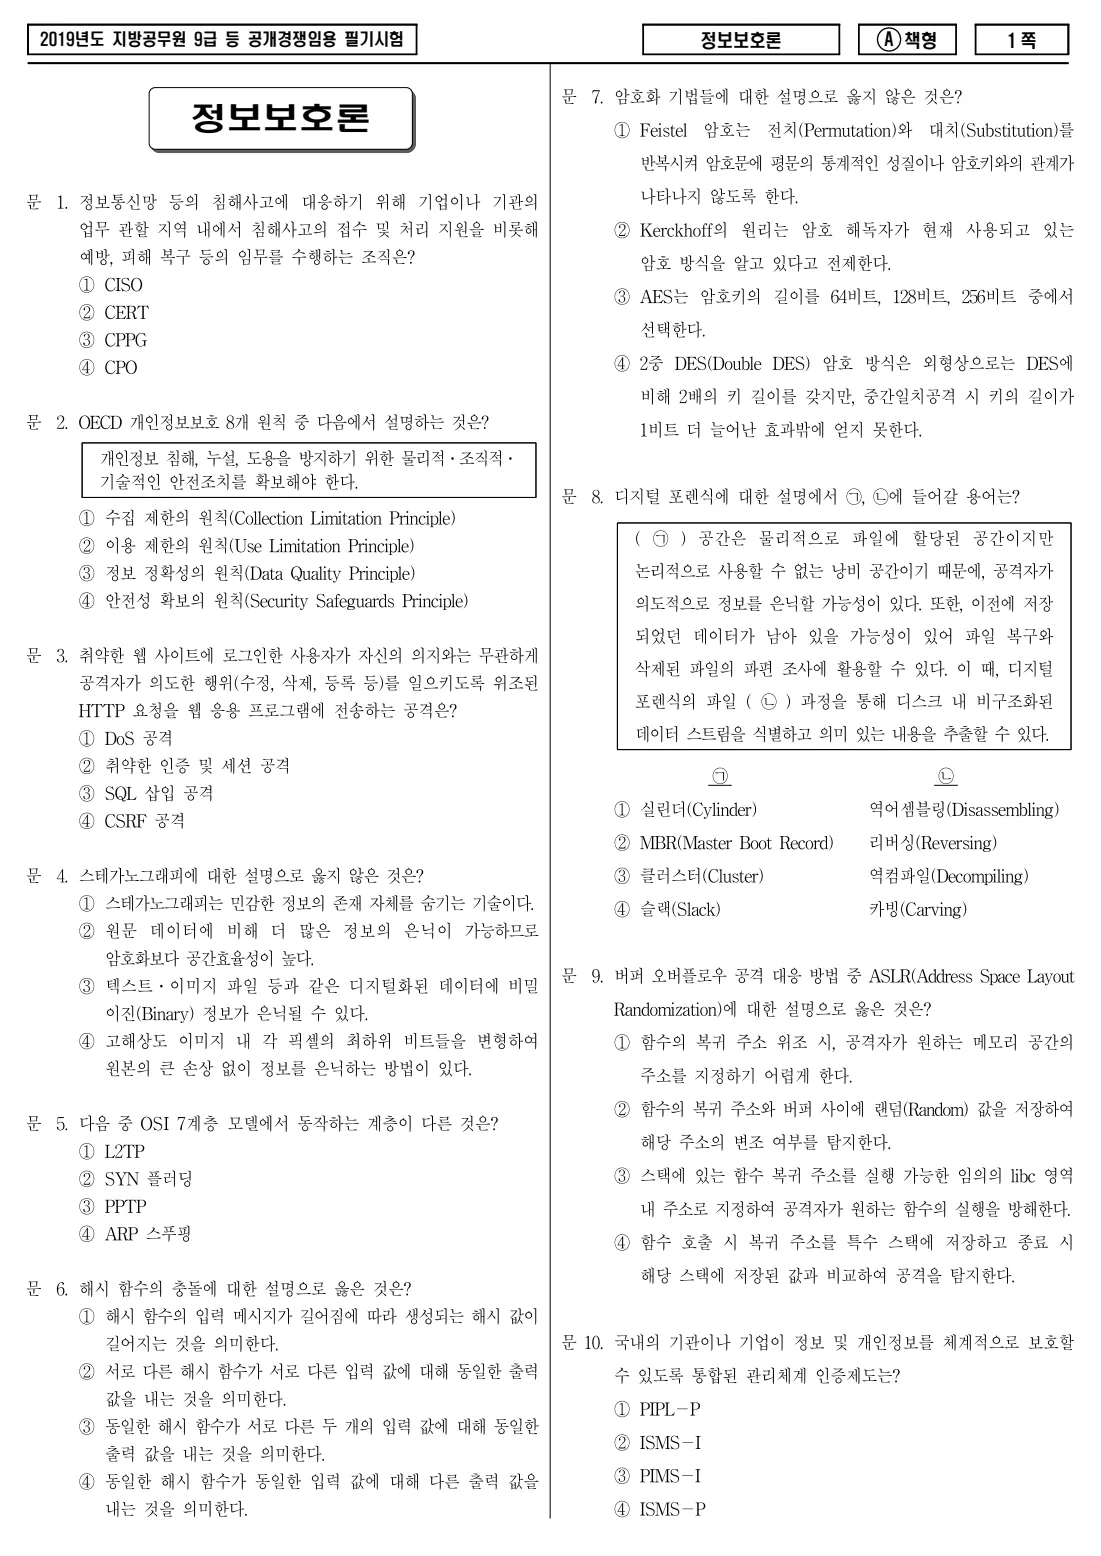 2019년도 지방공무원 9급 등 공개경쟁임용 필기시험
정보보호론
Ⓐ책형
1쪽
정보보호론
문 1. 정보통신망 등의 침해사고에 대응하기 위해 기업이나 기관의
업무 관할 지역 내에서 침해사고의 접수 및 처리 지원을 비롯해
예방, 피해 복구 등의 임무를 수행하는 조직은?
① CISO
② CERT
③ CPPG
④ CPO
문 2. OECD 개인정보보호 8개 원칙 중 다음에서 설명하는 것은?
개인정보 침해, 누설, 도용을 방지하기 위한 물리적·조직적·
기술적인 안전조치를 확보해야 한다.
① 수집 제한의 원칙(Collection Limitation Principle)
② 이용 제한의 원칙(Use Limitation Principle)
③ 정보 정확성의 원칙(Data Quality Principle)
④ 안전성 확보의 원칙(Security Safeguards Principle)
문 3. 취약한 웹 사이트에 로그인한 사용자가 자신의 의지와는 무관하게
공격자가 의도한 행위(수정, 삭제, 등록 등)를 일으키도록 위조된
HTTP 요청을 웹 응용 프로그램에 전송하는 공격은?
① DoS 공격
② 취약한 인증 및 세션 공격
③ SQL 삽입 공격
④ CSRF 공격
문 4. 스테가노그래피에 대한 설명으로 옳지 않은 것은?
① 스테가노그래피는 민감한 정보의 존재 자체를 숨기는 기술이다.
② 원문 데이터에 비해 더 많은 정보의 은닉이 가능하므로
암호화보다 공간효율성이 높다.
③ 텍스트·이미지 파일 등과 같은 디지털화된 데이터에 비밀
이진(Binary) 정보가 은닉될 수 있다.
④ 고해상도 이미지 내 각 픽셀의 최하위 비트들을 변형하여
원본의 큰 손상 없이 정보를 은닉하는 방법이 있다.
문 5. 다음 중 OSI 7계층 모델에서 동작하는 계층이 다른 것은?
① L2TP
② SYN 플러딩
③ PPTP
④ ARP 스푸핑
문 6. 해시 함수의 충돌에 대한 설명으로 옳은 것은?
① 해시 함수의 입력 메시지가 길어짐에 따라 생성되는 해시 값이
길어지는 것을 의미한다.
② 서로 다른 해시 함수가 서로 다른 입력 값에 대해 동일한 출력
값을 내는 것을 의미한다.
③ 동일한 해시 함수가 서로 다른 두 개의 입력 값에 대해 동일한
출력 값을 내는 것을 의미한다.
④ 동일한 해시 함수가 동일한 입력 값에 대해 다른 출력 값을
내는 것을 의미한다.
문 7. 암호화 기법들에 대한 설명으로 옳지 않은 것은?
① Feistel 암호는 전치(Permutation)와 대치(Substitution)를
반복시켜 암호문에 평문의 통계적인 성질이나 암호키와의 관계가
나타나지 않도록 한다.
② Kerckhoff의 원리는 암호 해독자가 현재 사용되고 있는
암호 방식을 알고 있다고 전제한다.
③ AES는 암호키의 길이를 64비트, 128비트, 256비트 중에서
선택한다.
④ 2중 DES(Double DES) 암호 방식은 외형상으로는 DES에
비해 2배의 키 길이를 갖지만, 중간일치공격 시 키의 길이가
1비트 더 늘어난 효과밖에 얻지 못한다.
문 8. 디지털 포렌식에 대한 설명에서 ㉠, ㉡에 들어갈 용어는?
( ㉠ ) 공간은 물리적으로 파일에 할당된 공간이지만
논리적으로 사용할 수 없는 낭비 공간이기 때문에, 공격자가
의도적으로 정보를 은닉할 가능성이 있다. 또한, 이전에 저장
되었던 데이터가 남아 있을 가능성이 있어 파일 복구와
삭제된 파일의 파편 조사에 활용할 수 있다. 이 때, 디지털
포렌식의 파일 ( ㉡ ) 과정을 통해 디스크 내 비구조화된
데이터 스트림을 식별하고 의미 있는 내용을 추출할 수 있다.
㉠ ㉡
① 실린더(Cylinder) 역어셈블링(Disassembling)
② MBR(Master Boot Record) 리버싱(Reversing)
③ 클러스터(Cluster) 역컴파일(Decompiling)
④ 슬랙(Slack) 카빙(Carving)
문 9. 버퍼 오버플로우 공격 대응 방법 중 ASLR(Address Space Layout
Randomization)에 대한 설명으로 옳은 것은?
① 함수의 복귀 주소 위조 시, 공격자가 원하는 메모리 공간의
주소를 지정하기 어렵게 한다.
② 함수의 복귀 주소와 버퍼 사이에 랜덤(Random) 값을 저장하여
해당 주소의 변조 여부를 탐지한다.
③ 스택에 있는 함수 복귀 주소를 실행 가능한 임의의 libc 영역
내 주소로 지정하여 공격자가 원하는 함수의 실행을 방해한다.
④ 함수 호출 시 복귀 주소를 특수 스택에 저장하고 종료 시
해당 스택에 저장된 값과 비교하여 공격을 탐지한다.
문 10. 국내의 기관이나 기업이 정보 및 개인정보를 체계적으로 보호할
수 있도록 통합된 관리체계 인증제도는?
① PIPL-P
② ISMS-I
③ PIMS-I
④ ISMS-P